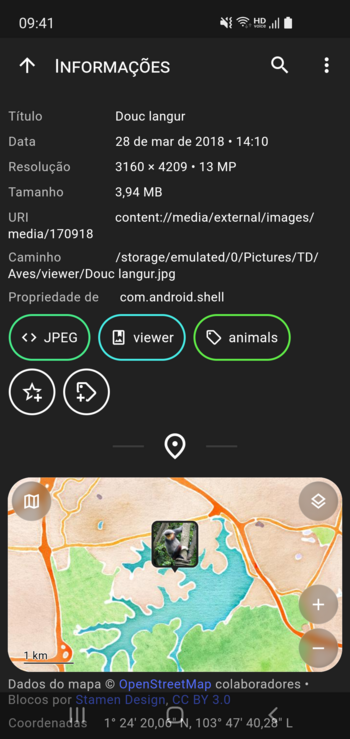 09:41
HD
VOICE
INFORMAÇÕES
Título Douc langur
Data 28 de mar de 2018 • 14:10
Resolução 3160 × 4209 • 13 MP
Tamanho 3,94 MB
URI content://media/external/images/
media/170918
Caminho /storage/emulated/0/Pictures/TD/
Aves/viewer/Douc langur.jpg
Propriedade de com.android.shell
JPEG viewer animals
1 km
Dados do mapa © OpenStreetMap colaboradores •
Blocos por Stamen Design, CC BY 3.0
Coordenadas 1° 24' 20,06" N, 103° 47' 40,28" L